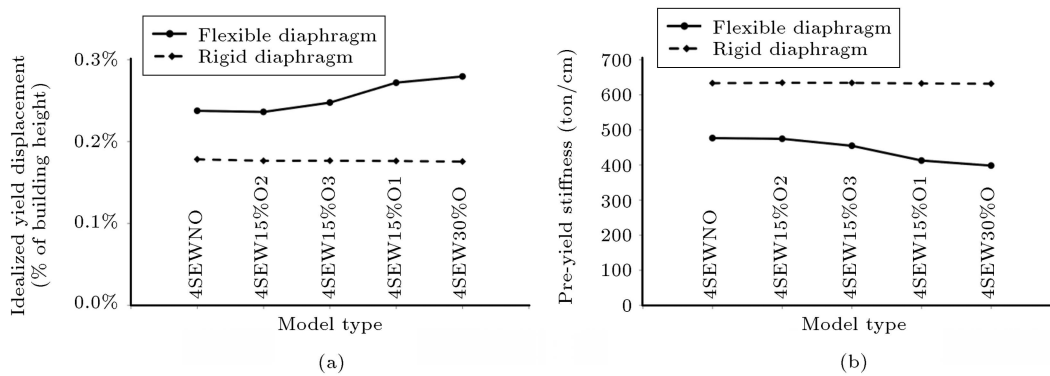 Flexible diaphragm
Rigid diaphragm
0.3%
0.2%
0.1%
0.0%
Idealized yield displacement
(% of building height)
4SEWNO
4SEW15%O2
4SEW15%O3
4SEW15%O1
4SEW30%O
Model type
(a)
Flexible diaphragm
Rigid diaphragm
700
600
500
400
300
200
100
0
Pre-yield stiffness (ton/cm)
4SEWNO
4SEW15%O2
4SEW15%O3
4SEW15%O1
4SEW30%O
Model type
(b)